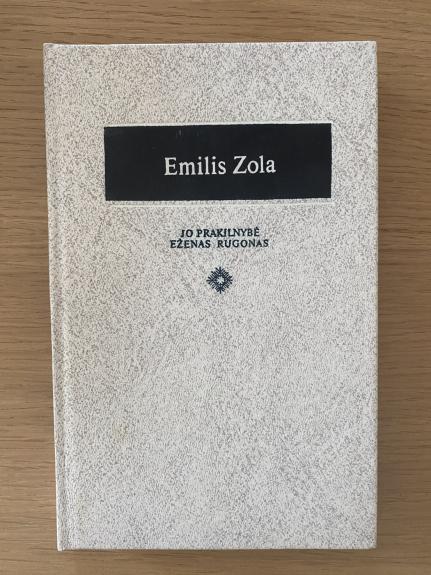 Emilis Zola
JO PRAKILNYBĖ
EŽENAS RUGONAS